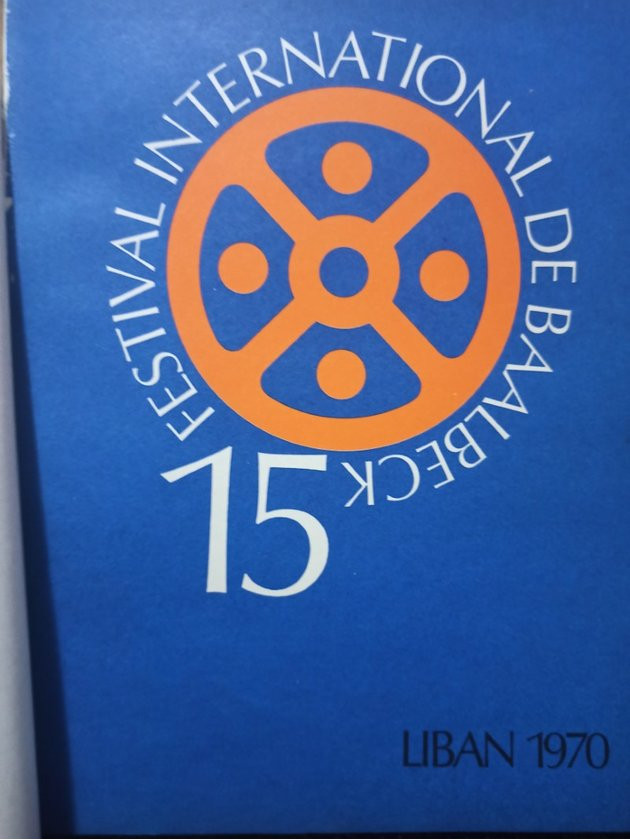 FESTIVAL INTERNATIONAL DE BAALBECK
15
LIBAN 1970